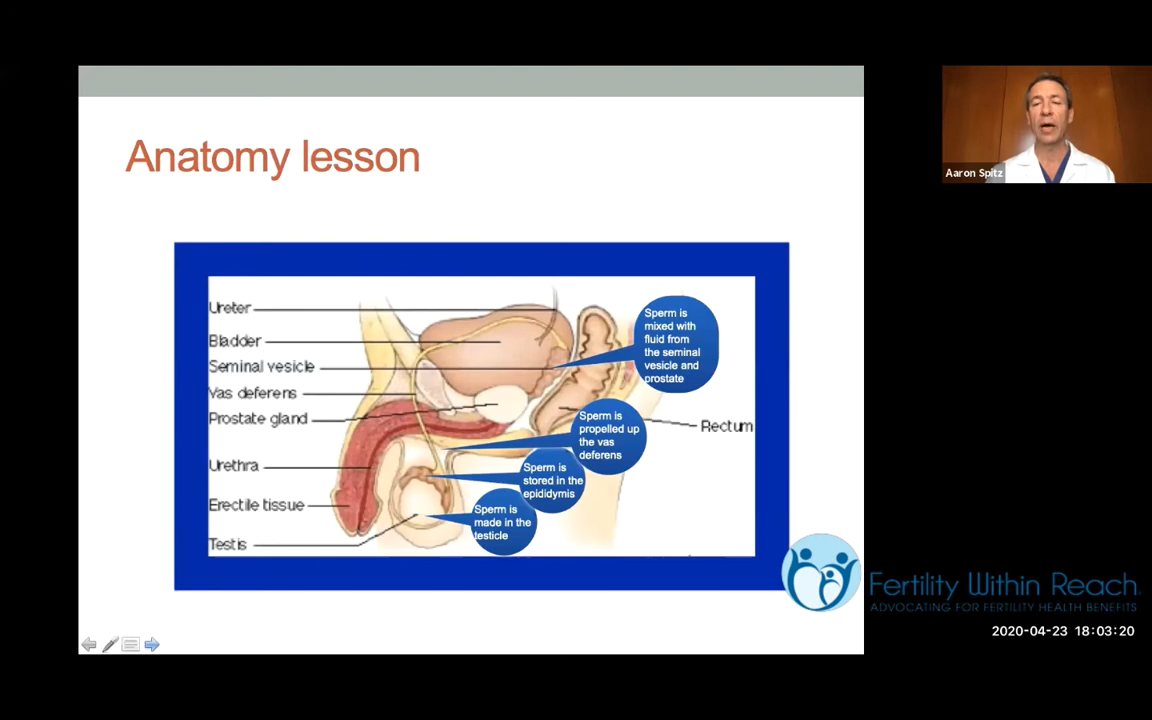 Anatomy lesson
Ureter
Bladder
Seminal vesicle
Vas deferens
Prostate gland
Urethra
Erectile tissue
Testis
Sperm is
mixed with
fluid from
the seminal
vesicle and
prostate
Sperm is
propelled up
the vas
deferens
Sperm is
stored in the
epididymis
Sperm is
made in the
testicle
Rectum
Aaron Spitz
Fertility Within Reach.
ADVOCATING FOR FERTILITY HEALTH BENEFITS
2020-04-23 18:03:20